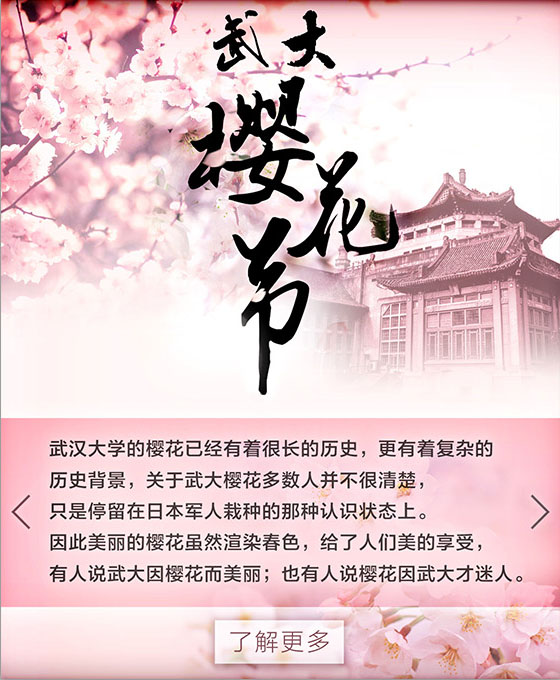 武大
樱花节
武汉大学的樱花已经有着很长的历史，更有着复杂的
历史背景，关于武大樱花多数人并不很清楚，
只是停留在日本军人栽种的那种认识状态上。
因此美丽的樱花虽然渲染春色，给了人们美的享受，
有人说武大因樱花而美丽；也有人说樱花因武大才迷人。
了解更多